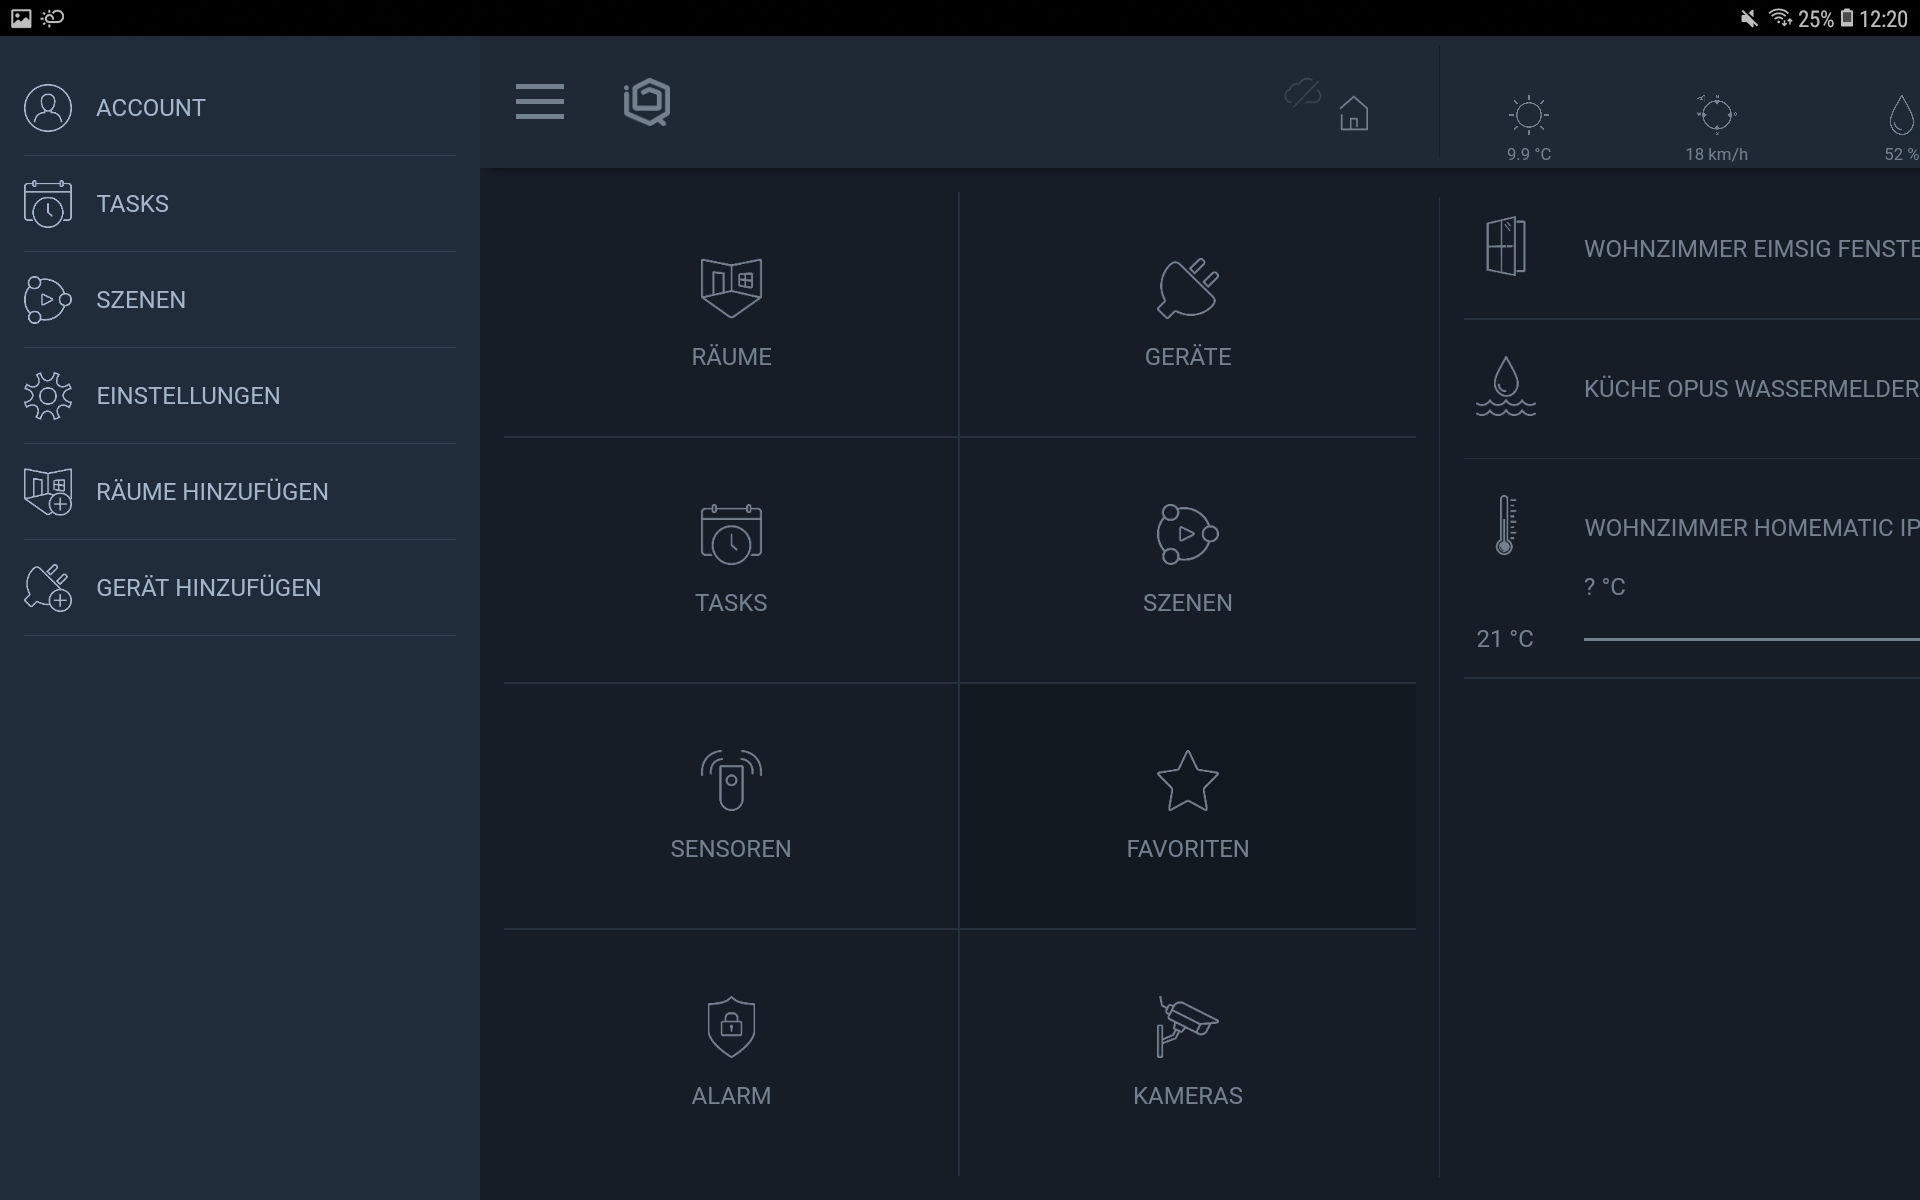 25% 12:20
ACCOUNT
TASKS
SZENEN
EINSTELLUNGEN
RÄUME HINZUFÜGEN
GERÄT HINZUFÜGEN
iQ
9.9 °C
18 km/h
52 %
RÄUME
GERÄTE
TASKS
SZENEN
SENSOREN
FAVORITEN
ALARM
KAMERAS
WOHNZIMMER EIMSIG FENSTE
KÜCHE OPUS WASSERMELDER
WOHNZIMMER HOMEMATIC IP
? °C
21 °C